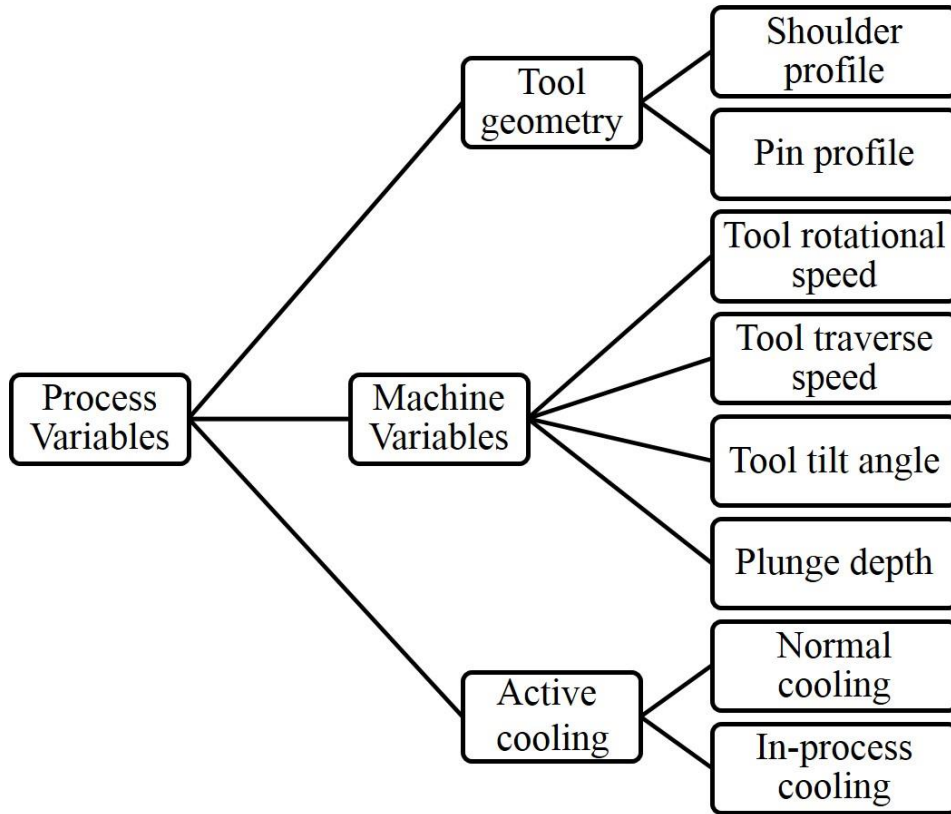 Process
Variables
Tool
geometry
Shoulder
profile
Pin profile
Machine
Variables
Tool rotational
speed
Tool traverse
speed
Tool tilt angle
Plunge depth
Active
cooling
Normal
cooling
In-process
cooling